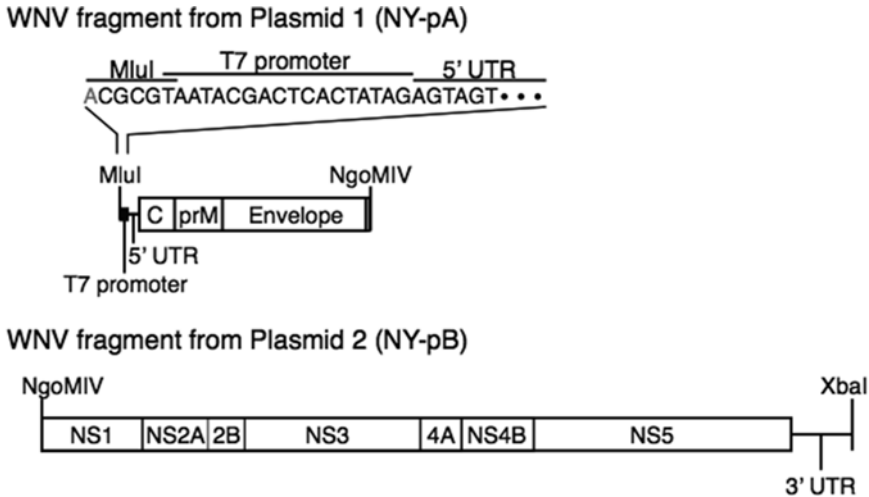 WNV fragment from Plasmid 1 (NY-pA)
MluI T7 promoter 5' UTR
ACGCGTAATACGACTCACTATAGAGTAGT•••
MluI NgoMIV
C prM Envelope
5' UTR
T7 promoter
WNV fragment from Plasmid 2 (NY-pB)
NgoMIV XbaI
NS1 NS2A 2B NS3 4A NS4B NS5
3' UTR